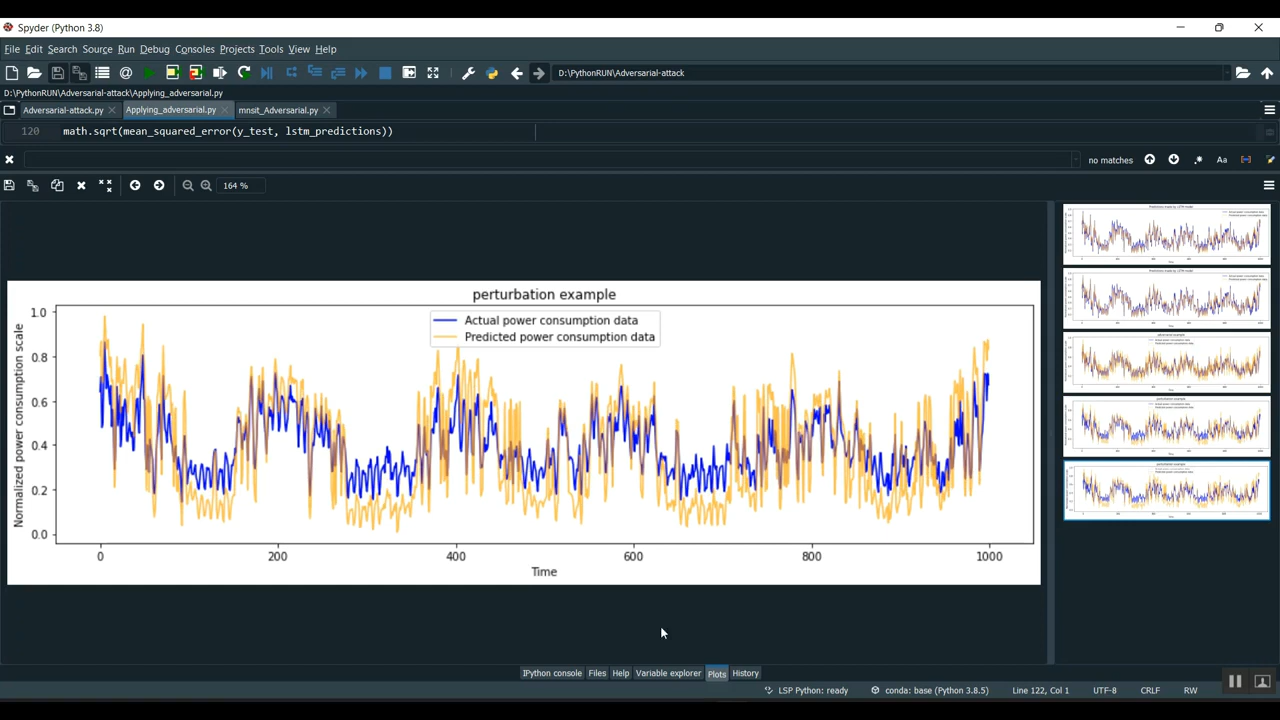 Spyder (Python 3.8)
File Edit Search Source Run Debug Consoles Projects Tools View Help
D:\PythonRUN\Adversarial-attack
D:\PythonRUN\Adversarial-attack\Applying_adversarial.py
Adversarial-attack.py Applying_adversarial.py mnsit_Adversarial.py
120 math.sqrt(mean_squared_error(y_test, lstm_predictions))
no matches Aa
164 %
perturbation example
Actual power consumption data
Predicted power consumption data
Normalized power consumption scale
1.0
0.8
0.6
0.4
0.2
0.0
0 200 400 600 800 1000
Time
IPython console Files Help Variable explorer Plots History
LSP Python: ready conda: base (Python 3.8.5) Line 122, Col 1 UTF-8 CRLF RW